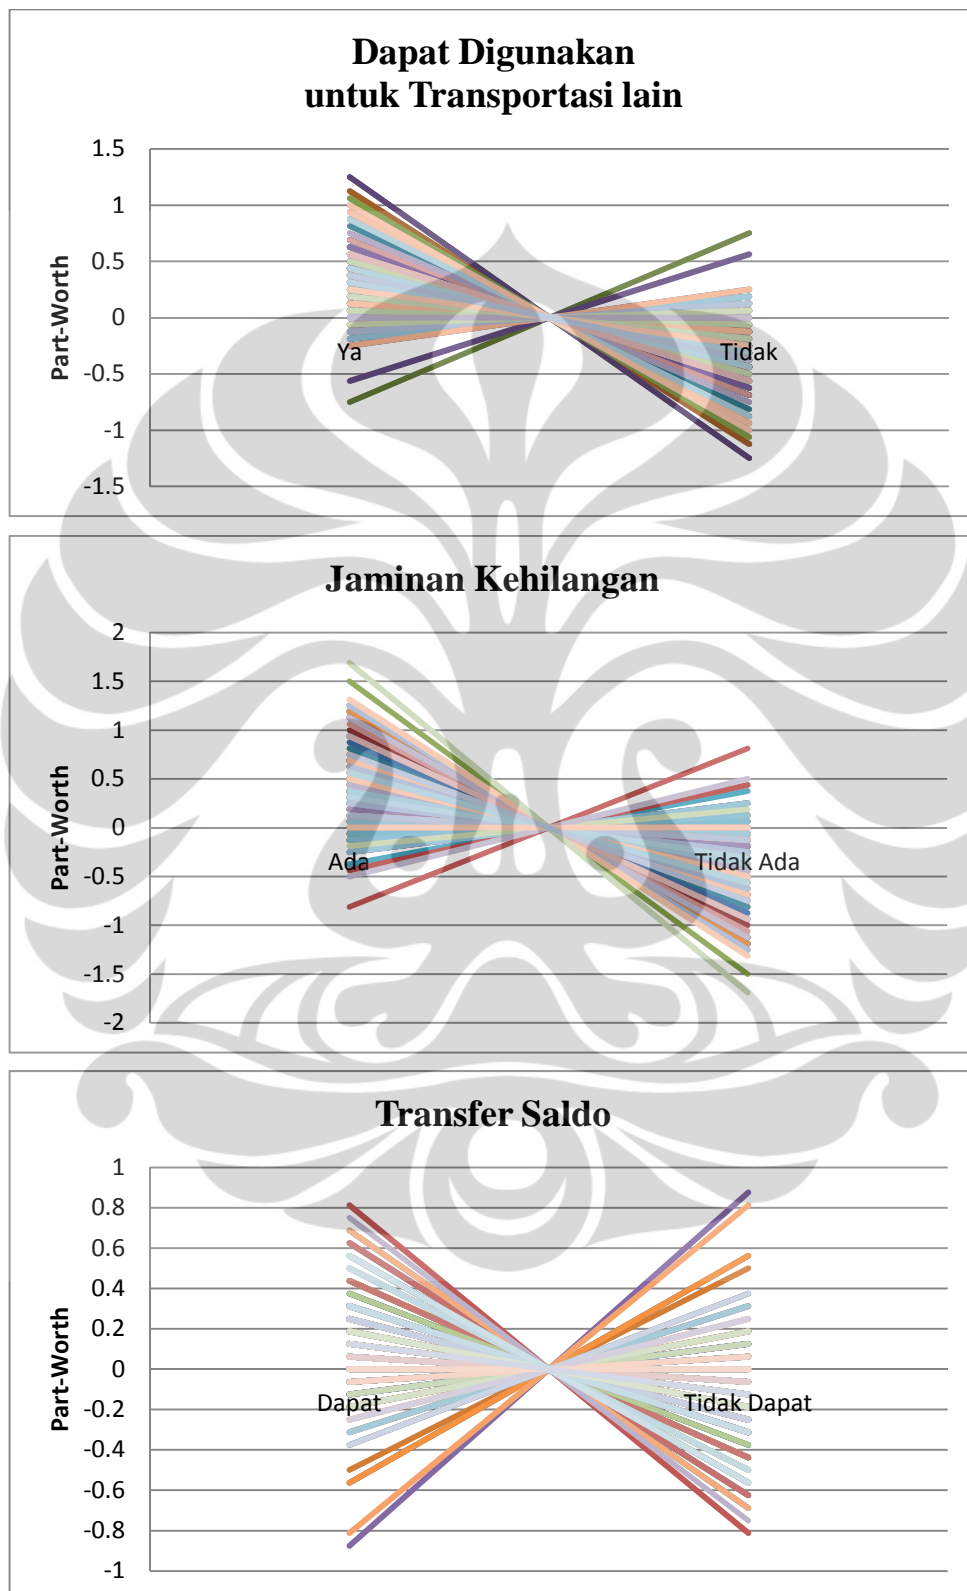 Dapat Digunakan
untuk Transportasi lain
Part-Worth
1.5
1
0.5
0
-0.5
-1
-1.5
Ya
Tidak
Jaminan Kehilangan
Part-Worth
2
1.5
1
0.5
0
-0.5
-1
-1.5
-2
Ada
Tidak Ada
Transfer Saldo
Part-Worth
1
0.8
0.6
0.4
0.2
0
-0.2
-0.4
-0.6
-0.8
-1
Dapat
Tidak Dapat